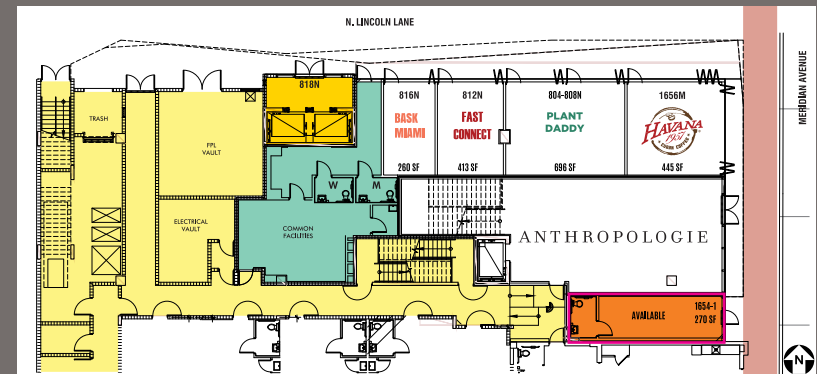 N. LINCOLN LANE
MERIDIAN AVENUE
818N
816N
812N
804-808N
1656M
TRASH
FPL
VAULT
BASK
MIAMI
FAST
CONNECT
PLANT
DADDY
HAVANA
1957
CUBAN COFFEE
260 SF
413 SF
696 SF
445 SF
W
M
ELECTRICAL
VAULT
COMMON
FACILITIES
ANTHROPOLOGIE
AVAILABLE
1654-1
270 SF
N